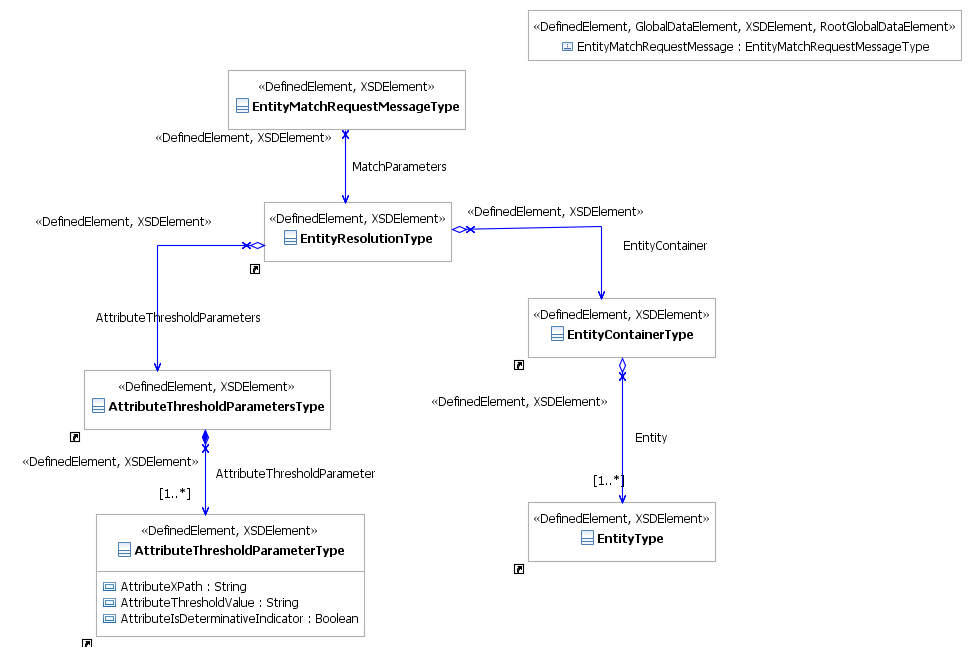 «DefinedElement, GlobalDataElement, XSDElement, RootGlobalDataElement»
EntityMatchRequestMessage : EntityMatchRequestMessageType
«DefinedElement, XSDElement»
EntityMatchRequestMessageType
«DefinedElement, XSDElement»
MatchParameters
«DefinedElement, XSDElement»
«DefinedElement, XSDElement»
EntityResolutionType
«DefinedElement, XSDElement»
EntityContainer
AttributeThresholdParameters
«DefinedElement, XSDElement»
EntityContainerType
«DefinedElement, XSDElement»
AttributeThresholdParametersType
«DefinedElement, XSDElement»
Entity
«DefinedElement, XSDElement»
AttributeThresholdParameter
[1..*]
[1..*]
«DefinedElement, XSDElement»
EntityType
«DefinedElement, XSDElement»
AttributeThresholdParameterType
AttributeXPath : String
AttributeThresholdValue : String
AttributeIsDeterminativeIndicator : Boolean